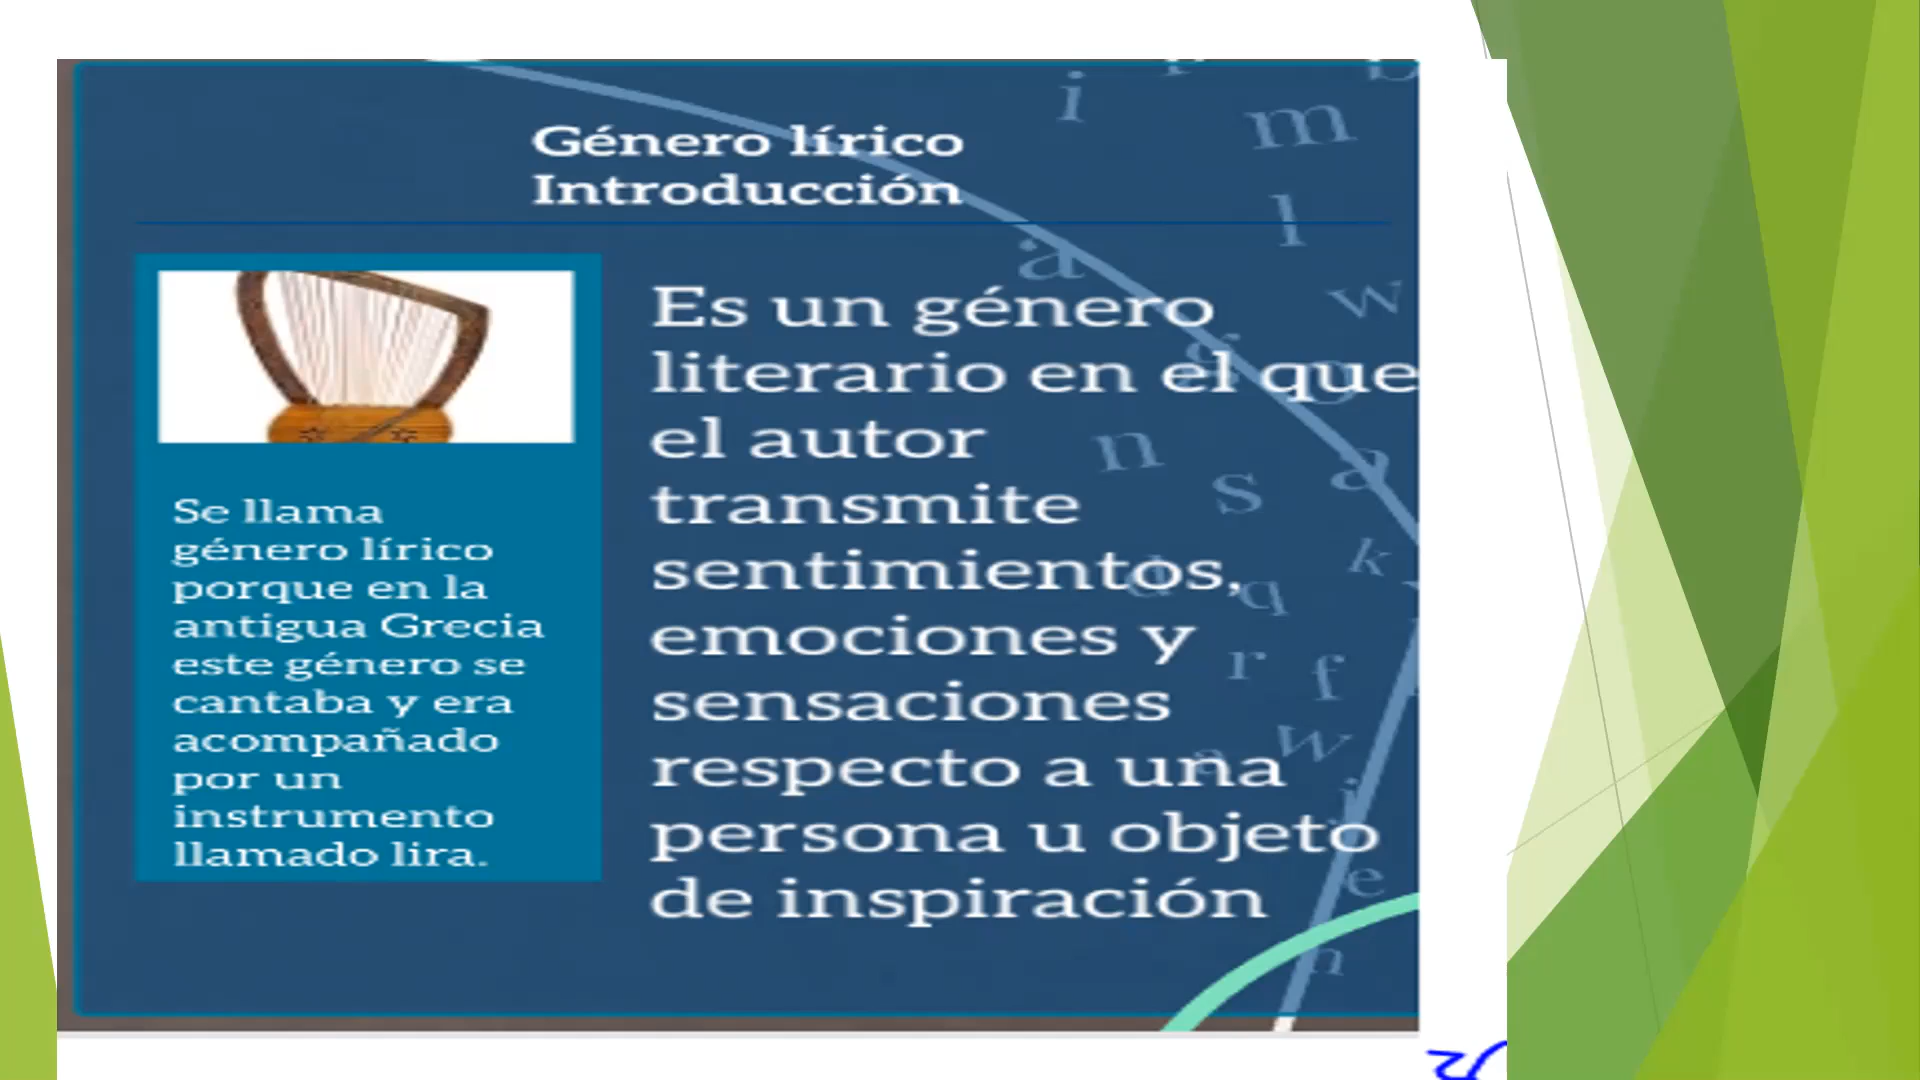 Género lírico
Introducción
Se llama
género lírico
porque en la
antigua Grecia
este género se
cantaba y era
acompañado
por un
instrumento
llamado lira.
Es un género
literario en el que
el autor
transmite
sentimientos,
emociones y
sensaciones
respecto a una
persona u objeto
de inspiración